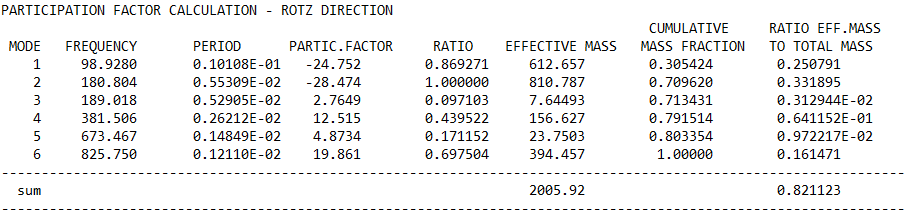 PARTICIPATION FACTOR CALCULATION - ROTZ DIRECTION
CUMULATIVE RATIO EFF.MASS
MODE FREQUENCY PERIOD PARTIC.FACTOR RATIO EFFECTIVE MASS MASS FRACTION TO TOTAL MASS
1 98.9280 0.10108E-01 -24.752 0.869271 612.657 0.305424 0.250791
2 180.804 0.55309E-02 -28.474 1.000000 810.787 0.709620 0.331895
3 189.018 0.52905E-02 2.7649 0.097103 7.64493 0.713431 0.312944E-02
4 381.506 0.26212E-02 12.515 0.439522 156.627 0.791514 0.641152E-01
5 673.467 0.14849E-02 4.8734 0.171152 23.7503 0.803354 0.972217E-02
6 825.750 0.12110E-02 19.861 0.697504 394.457 1.00000 0.161471
sum 2005.92 0.821123